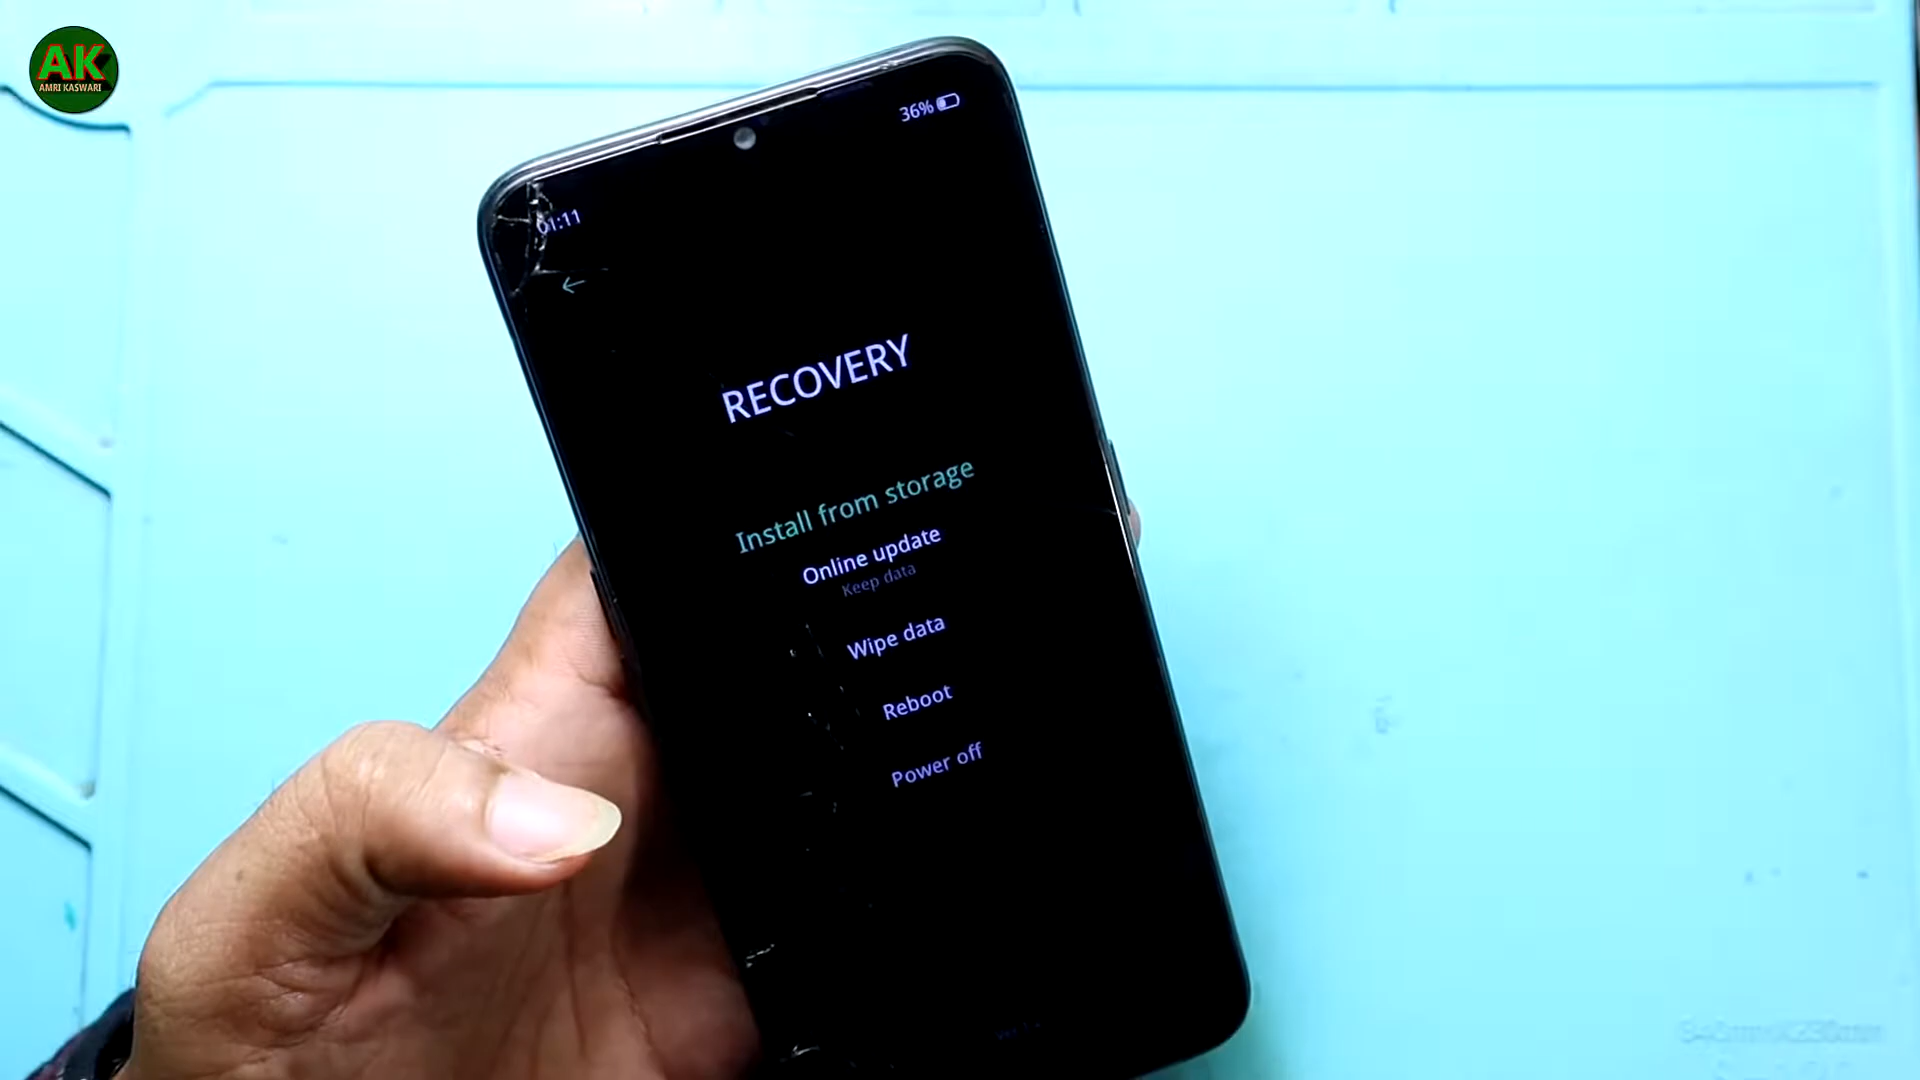 AK
AMRI KASWARI
36%
01:11
RECOVERY
Install from storage
Online update
Keep data
Wipe data
Reboot
Power off